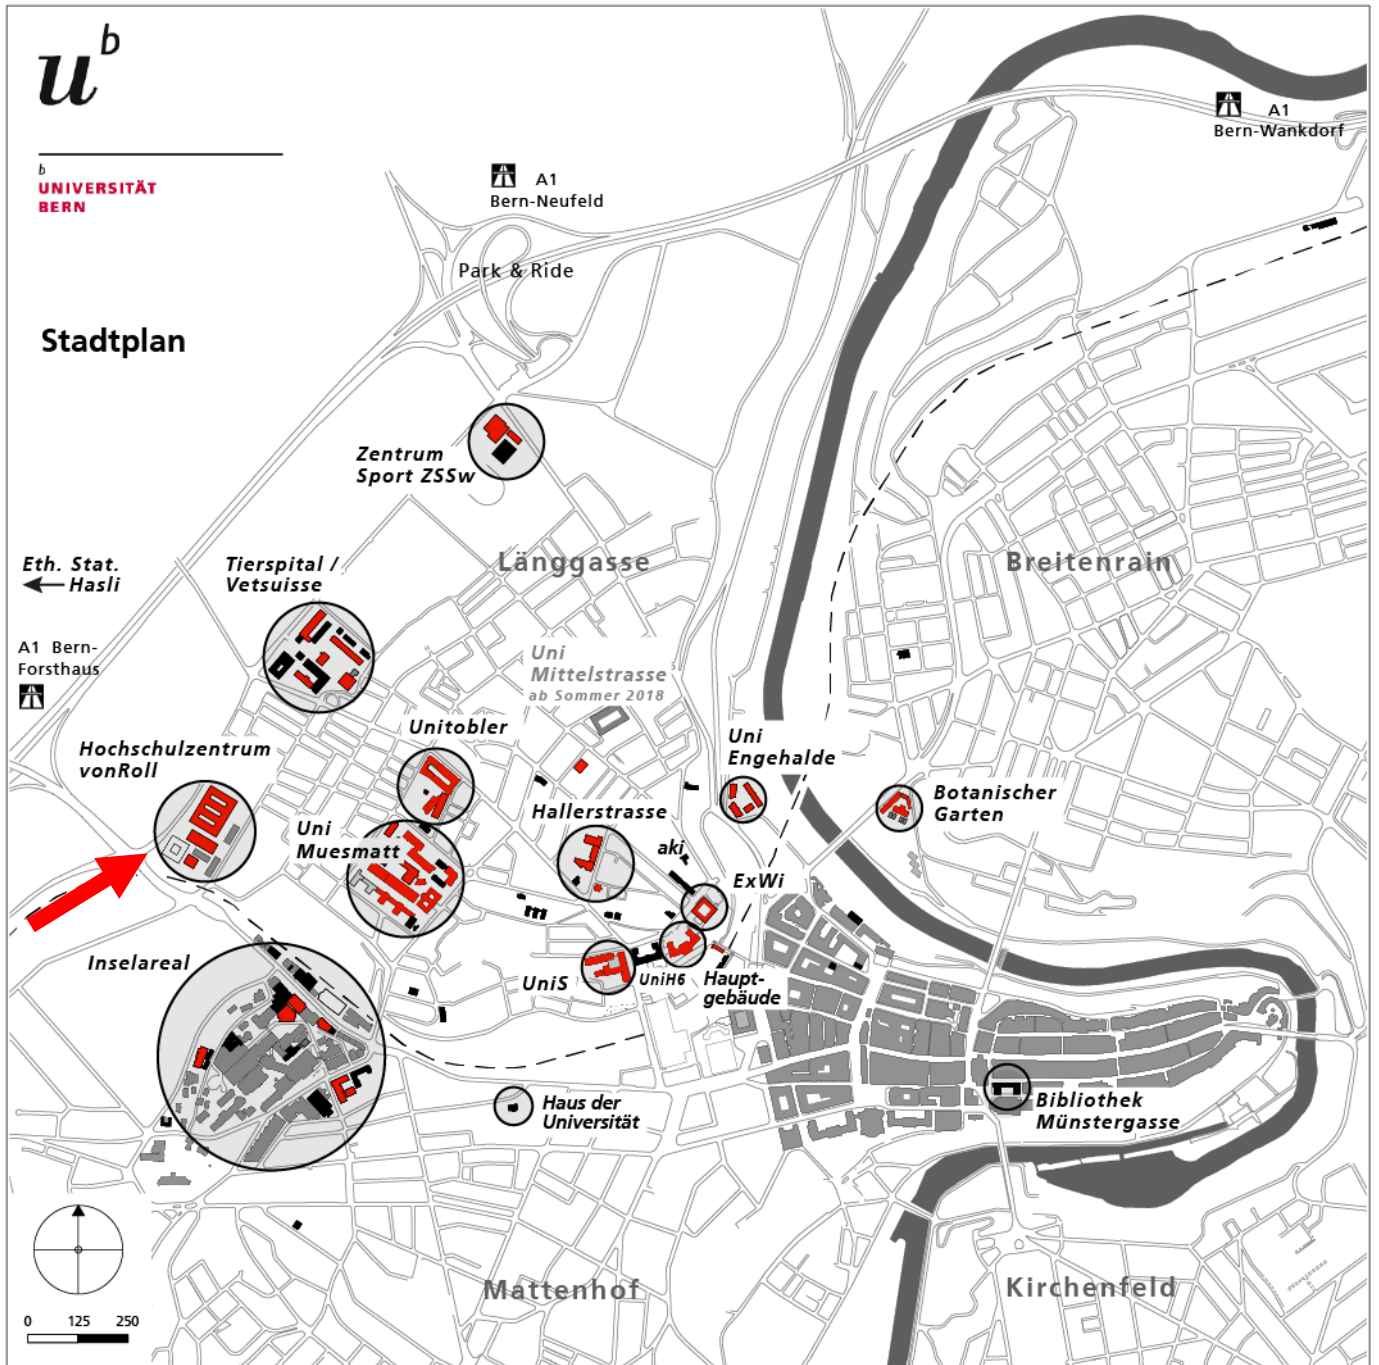 u b
b
UNIVERSITÄT
BERN
A1
Bern-Wankdorf
A1
Bern-Neufeld
Park & Ride
Stadtplan
Zentrum
Sport ZSSw
Eth. Stat.
Hasli
Tierspital /
Vetsuisse
Länggasse
Breitenrain
A1 Bern-
Forsthaus
Uni
Mittelstrasse
ab Sommer 2018
Hochschulzentrum
vonRoll
Unitobler
Uni
Engehalde
Botanischer
Garten
Uni
Muesmatt
Hallerstrasse
aki
ExWi
Inselareal
UniS
UniH6
Haupt-
gebäude
Haus der
Universität
Bibliothek
Münstergasse
Mattenhof
Kirchenfeld
0 125 250